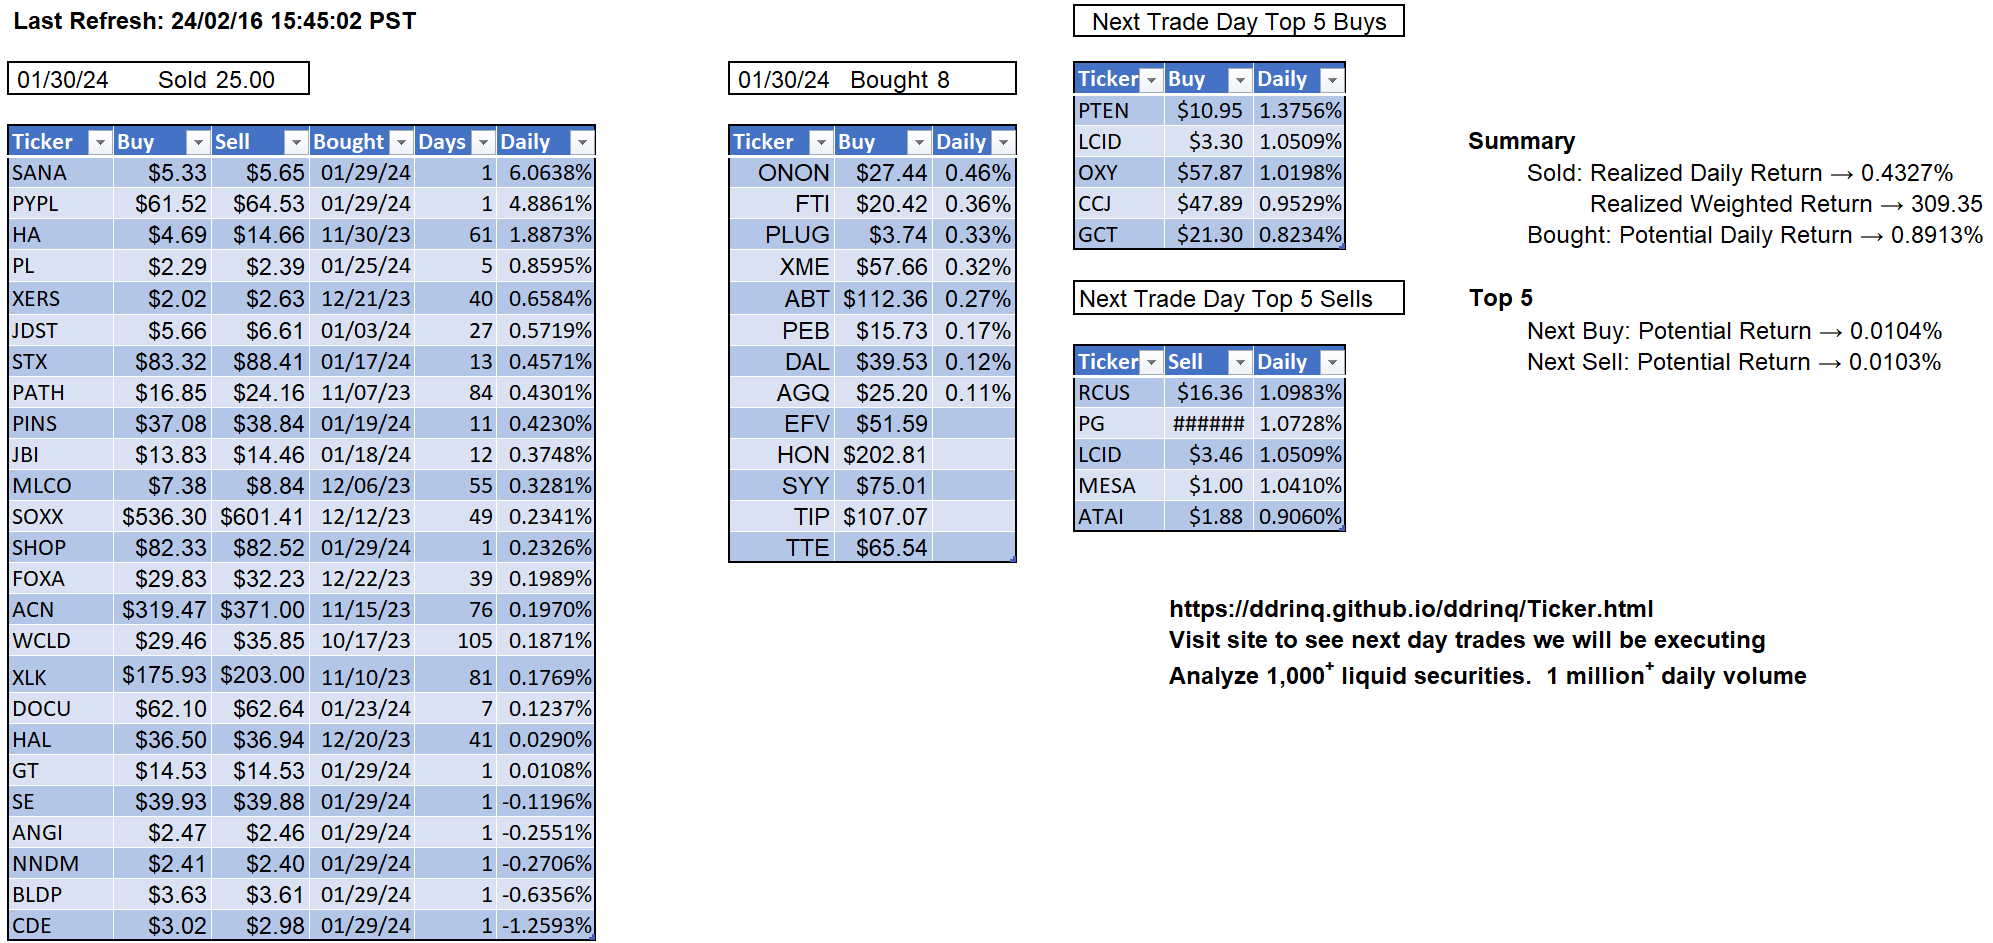 Last Refresh: 24/02/16 15:45:02 PST
01/30/24 Sold 25.00
Ticker Buy Sell Bought Days Daily
SANA $5.33 $5.65 01/29/24 1 6.0638%
PYPL $61.52 $64.53 01/29/24 1 4.8861%
HA $4.69 $14.66 11/30/23 61 1.8873%
PL $2.29 $2.39 01/25/24 5 0.8595%
XERS $2.02 $2.63 12/21/23 40 0.6584%
JDST $5.66 $6.61 01/03/24 27 0.5719%
STX $83.32 $88.41 01/17/24 13 0.4571%
PATH $16.85 $24.16 11/07/23 84 0.4301%
PINS $37.08 $38.84 01/19/24 11 0.4230%
JBI $13.83 $14.46 01/18/24 12 0.3748%
MLCO $7.38 $8.84 12/06/23 55 0.3281%
SOXX $536.30 $601.41 12/12/23 49 0.2341%
SHOP $82.33 $82.52 01/29/24 1 0.2326%
FOXA $29.83 $32.23 12/22/23 39 0.1989%
ACN $319.47 $371.00 11/15/23 76 0.1970%
WCLD $29.46 $35.85 10/17/23 105 0.1871%
XLK $175.93 $203.00 11/10/23 81 0.1769%
DOCU $62.10 $62.64 01/23/24 7 0.1237%
HAL $36.50 $36.94 12/20/23 41 0.0290%
GT $14.53 $14.53 01/29/24 1 0.0108%
SE $39.93 $39.88 01/29/24 1 -0.1196%
ANGI $2.47 $2.46 01/29/24 1 -0.2551%
NNDM $2.41 $2.40 01/29/24 1 -0.2706%
BLDP $3.63 $3.61 01/29/24 1 -0.6356%
CDE $3.02 $2.98 01/29/24 1 -1.2593%
01/30/24 Bought 8
Ticker Buy Daily
ONON $27.44 0.46%
FTI $20.42 0.36%
PLUG $3.74 0.33%
XME $57.66 0.32%
ABT $112.36 0.27%
PEB $15.73 0.17%
DAL $39.53 0.12%
AGQ $25.20 0.11%
EFV $51.59
HON $202.81
SYY $75.01
TIP $107.07
TTE $65.54
Next Trade Day Top 5 Buys
Ticker Buy Daily
PTEN $10.95 1.3756%
LCID $3.30 1.0509%
OXY $57.87 1.0198%
CCJ $47.89 0.9529%
GCT $21.30 0.8234%
Next Trade Day Top 5 Sells
Ticker Sell Daily
RCUS $16.36 1.0983%
PG ###### 1.0728%
LCID $3.46 1.0509%
MESA $1.00 1.0410%
ATAI $1.88 0.9060%
Summary
Sold: Realized Daily Return → 0.4327%
Realized Weighted Return → 309.35
Bought: Potential Daily Return → 0.8913%
Top 5
Next Buy: Potential Return → 0.0104%
Next Sell: Potential Return → 0.0103%
https://ddrinq.github.io/ddrinq/Ticker.html
Visit site to see next day trades we will be executing
Analyze 1,000+ liquid securities. 1 million+ daily volume